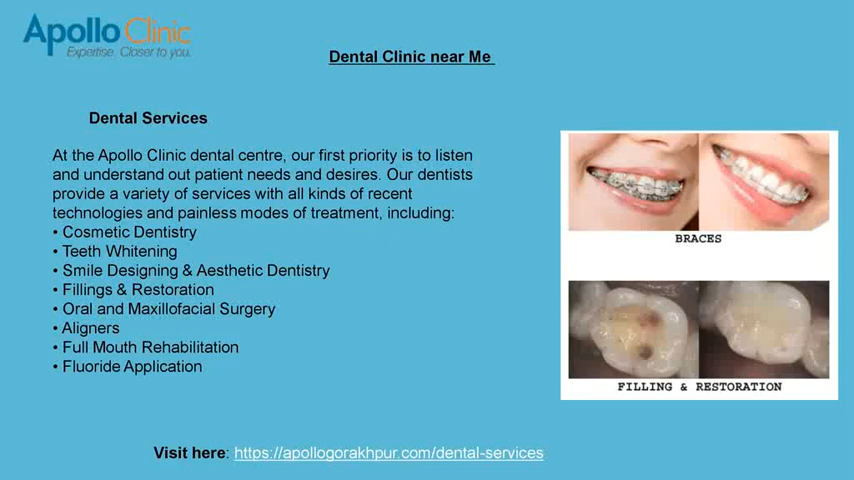 Apollo Clinic
Expertise. Closer to you.
Dental Clinic near Me
Dental Services
At the Apollo Clinic dental centre, our first priority is to listen
and understand out patient needs and desires. Our dentists
provide a variety of services with all kinds of recent
technologies and painless modes of treatment, including:
• Cosmetic Dentistry
• Teeth Whitening
• Smile Designing & Aesthetic Dentistry
• Fillings & Restoration
• Oral and Maxillofacial Surgery
• Aligners
• Full Mouth Rehabilitation
• Fluoride Application
BRACES
FILLING & RESTORATION
Visit here: https://apollogorakhpur.com/dental-services